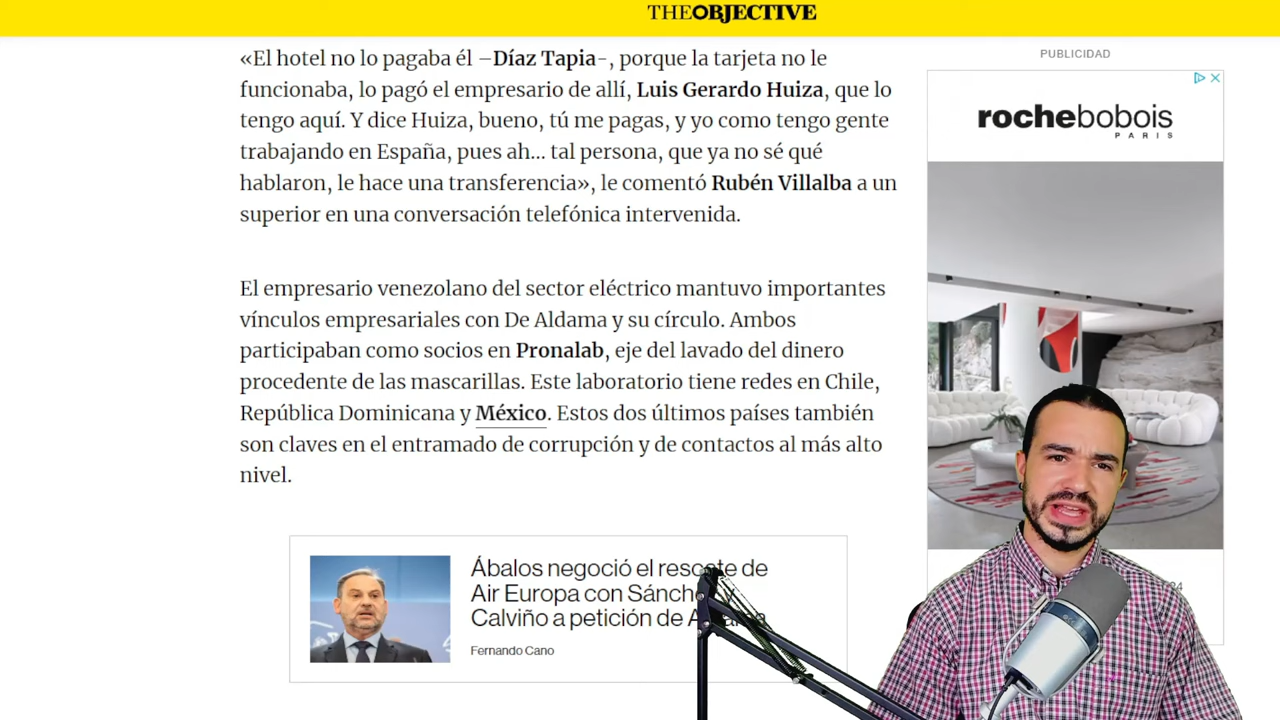 THEOBJECTIVE
«El hotel no lo pagaba él –Díaz Tapia-, porque la tarjeta no le
funcionaba, lo pagó el empresario de allí, Luis Gerardo Huiza, que lo
tengo aquí. Y dice Huiza, bueno, tú me pagas, y yo como tengo gente
trabajando en España, pues ah... tal persona, que ya no sé qué
hablaron, le hace una transferencia», le comentó Rubén Villalba a un
superior en una conversación telefónica intervenida.
El empresario venezolano del sector eléctrico mantuvo importantes
vínculos empresariales con De Aldama y su círculo. Ambos
participaban como socios en Pronalab, eje del lavado del dinero
procedente de las mascarillas. Este laboratorio tiene redes en Chile,
República Dominicana y México. Estos dos últimos países también
son claves en el entramado de corrupción y de contactos al más alto
nivel.
Ábalos negoció el rescate de
Air Europa con Sánchez y
Calviño a petición de
Fernando Cano
PUBLICIDAD
rochebobois
PARIS
24